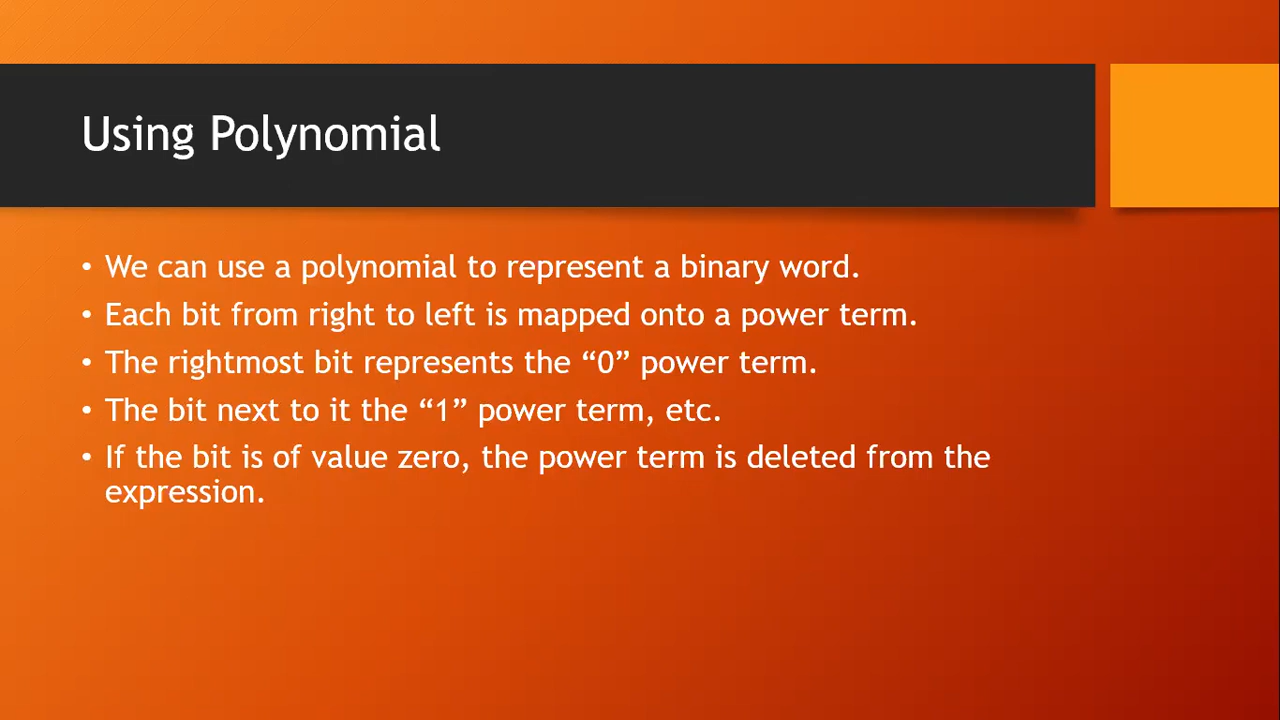 Using Polynomial
• We can use a polynomial to represent a binary word.
• Each bit from right to left is mapped onto a power term.
• The rightmost bit represents the “0” power term.
• The bit next to it the “1” power term, etc.
• If the bit is of value zero, the power term is deleted from the
expression.